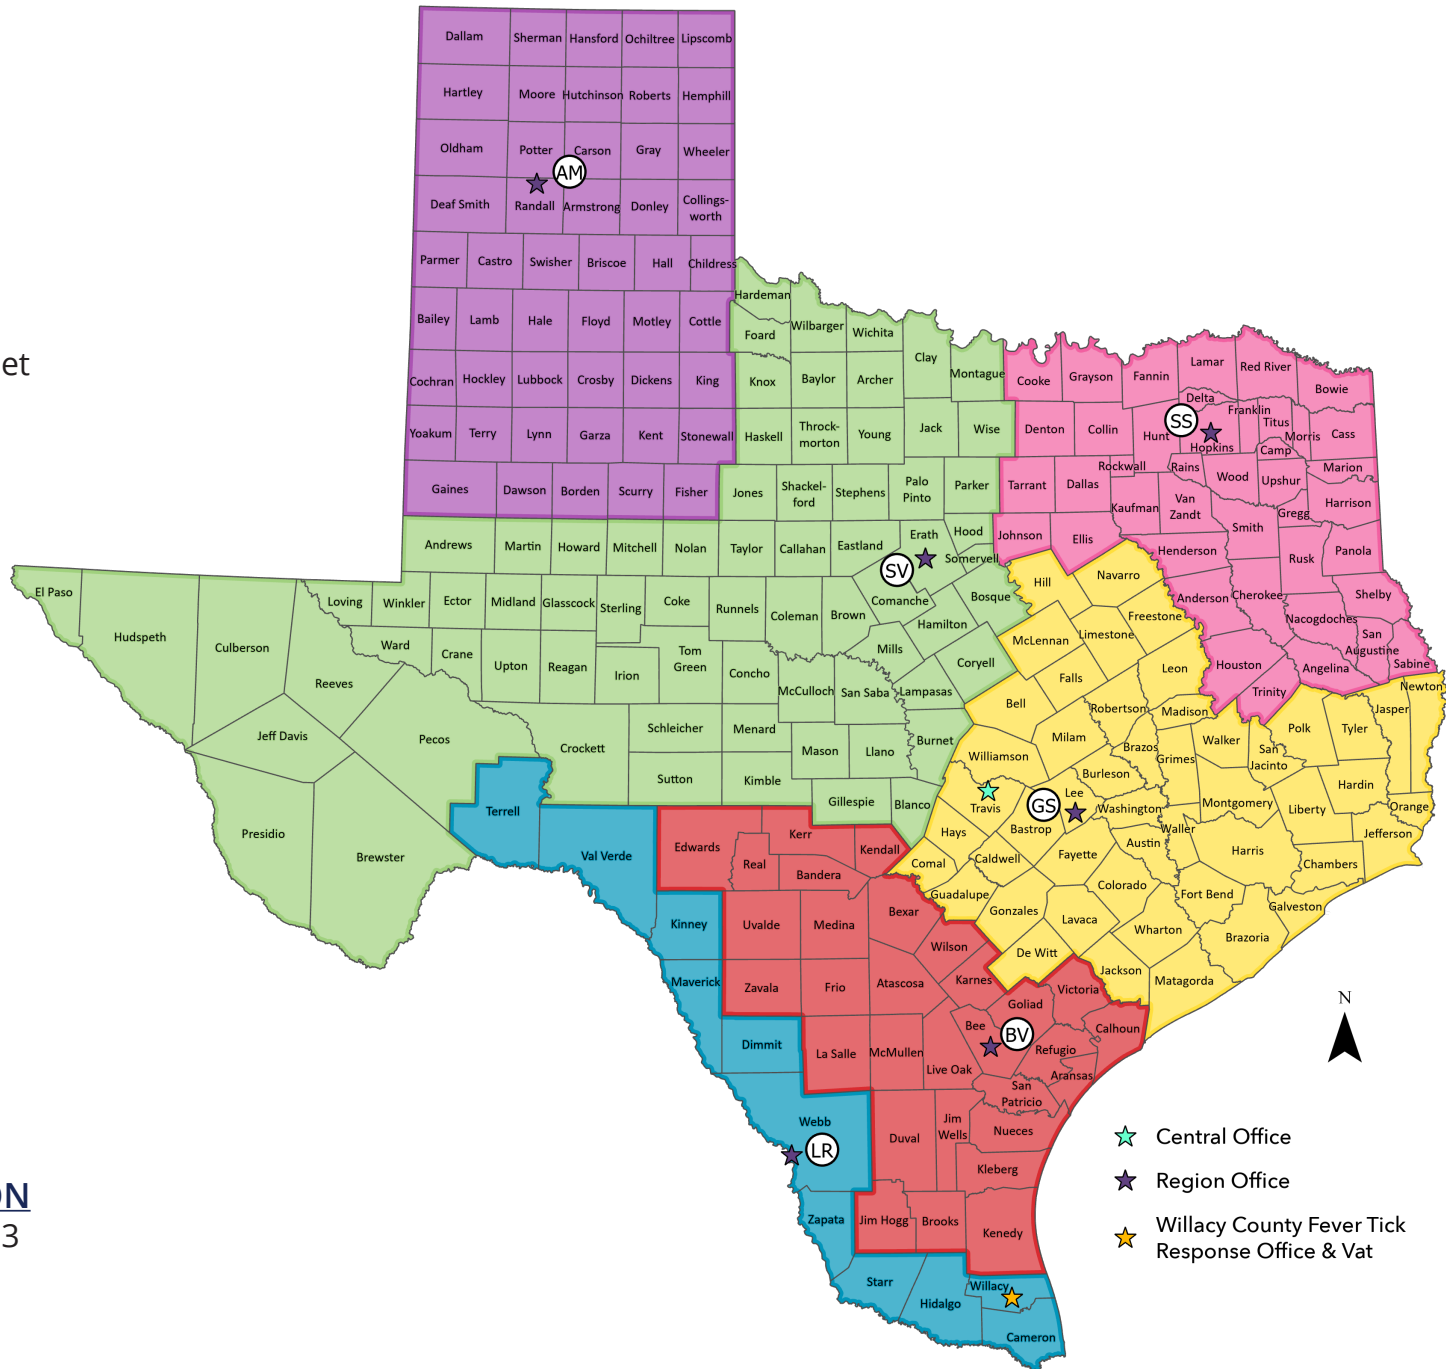 Dallam Sherman Hansford Ochiltree Lipscomb
Hartley Moore Hutchinson Roberts Hemphill
Oldham Potter Carson Gray Wheeler
AM
Deaf Smith Randall Armstrong Donley Collings-
worth
Parmer Castro Swisher Briscoe Hall Childress
Hardeman
Bailey Lamb Hale Floyd Motley Cottle Foard Wilbarger Wichita
et
Clay Montague Cooke Grayson Fannin Lamar Red River Bowie
Cochran Hockley Lubbock Crosby Dickens King Knox Baylor Archer
Delta Franklin Titus Morris Cass
SS
Yoakum Terry Lynn Garza Kent Stonewall Haskell Throck-
morton Young Jack Wise Denton Collin Hunt Hopkins Camp
Rockwall Rains Wood Upshur Marion
Gaines Dawson Borden Scurry Fisher Jones Shackel-
ford Stephens Palo
Pinto Parker Tarrant Dallas Kaufman Van
Zandt Gregg Harrison
Smith
Andrews Martin Howard Mitchell Nolan Taylor Callahan Eastland Erath Hood Somervell Johnson Ellis Henderson Rusk Panola
SV
El Paso Loving Winkler Ector Midland Glasscock Sterling Coke Runnels Coleman Brown Comanche Bosque Hill Navarro Anderson Cherokee Shelby
Hudspeth Culberson Ward Crane Upton Reagan Irion Tom
Green Concho Mills Hamilton McLennan Limestone Freestone Nacogdoches San
Augustine Sabine
Reeves McCulloch San Saba Lampasas Coryell Falls Leon Houston Angelina
Trinity Newton
Jeff Davis Pecos Crockett Schleicher Menard Mason Llano Burnet Bell Milam Robertson Madison Walker San
Jacinto Polk Tyler Jasper
Sutton Kimble Williamson Brazos Grimes Burleson
Presidio Brewster Terrell Gillespie Blanco Travis GS Lee Washington Montgomery Liberty Hardin Orange
Val Verde Edwards Kerr Real Kendall Bandera Hays Bastrop Comal Caldwell Fayette Austin Waller Harris Chambers Jefferson
Kinney Uvalde Medina Bexar Guadalupe Gonzales Lavaca Colorado Fort Bend Galveston
Wilson Wharton Brazoria
Maverick Zavala Frio Atascosa Karnes De Witt Jackson Matagorda
Victoria
N
Goliad
Dimmit La Salle McMullen Bee BV Calhoun
Live Oak Refugio
Aransas
San
Patricio
Webb Duval Jim
Wells Nueces
LR
Kleberg
Zapata Jim Hogg Brooks Kenedy
Starr Hidalgo Willacy
Cameron
ON
3
Central Office
Region Office
Willacy County Fever Tick
Response Office & Vat